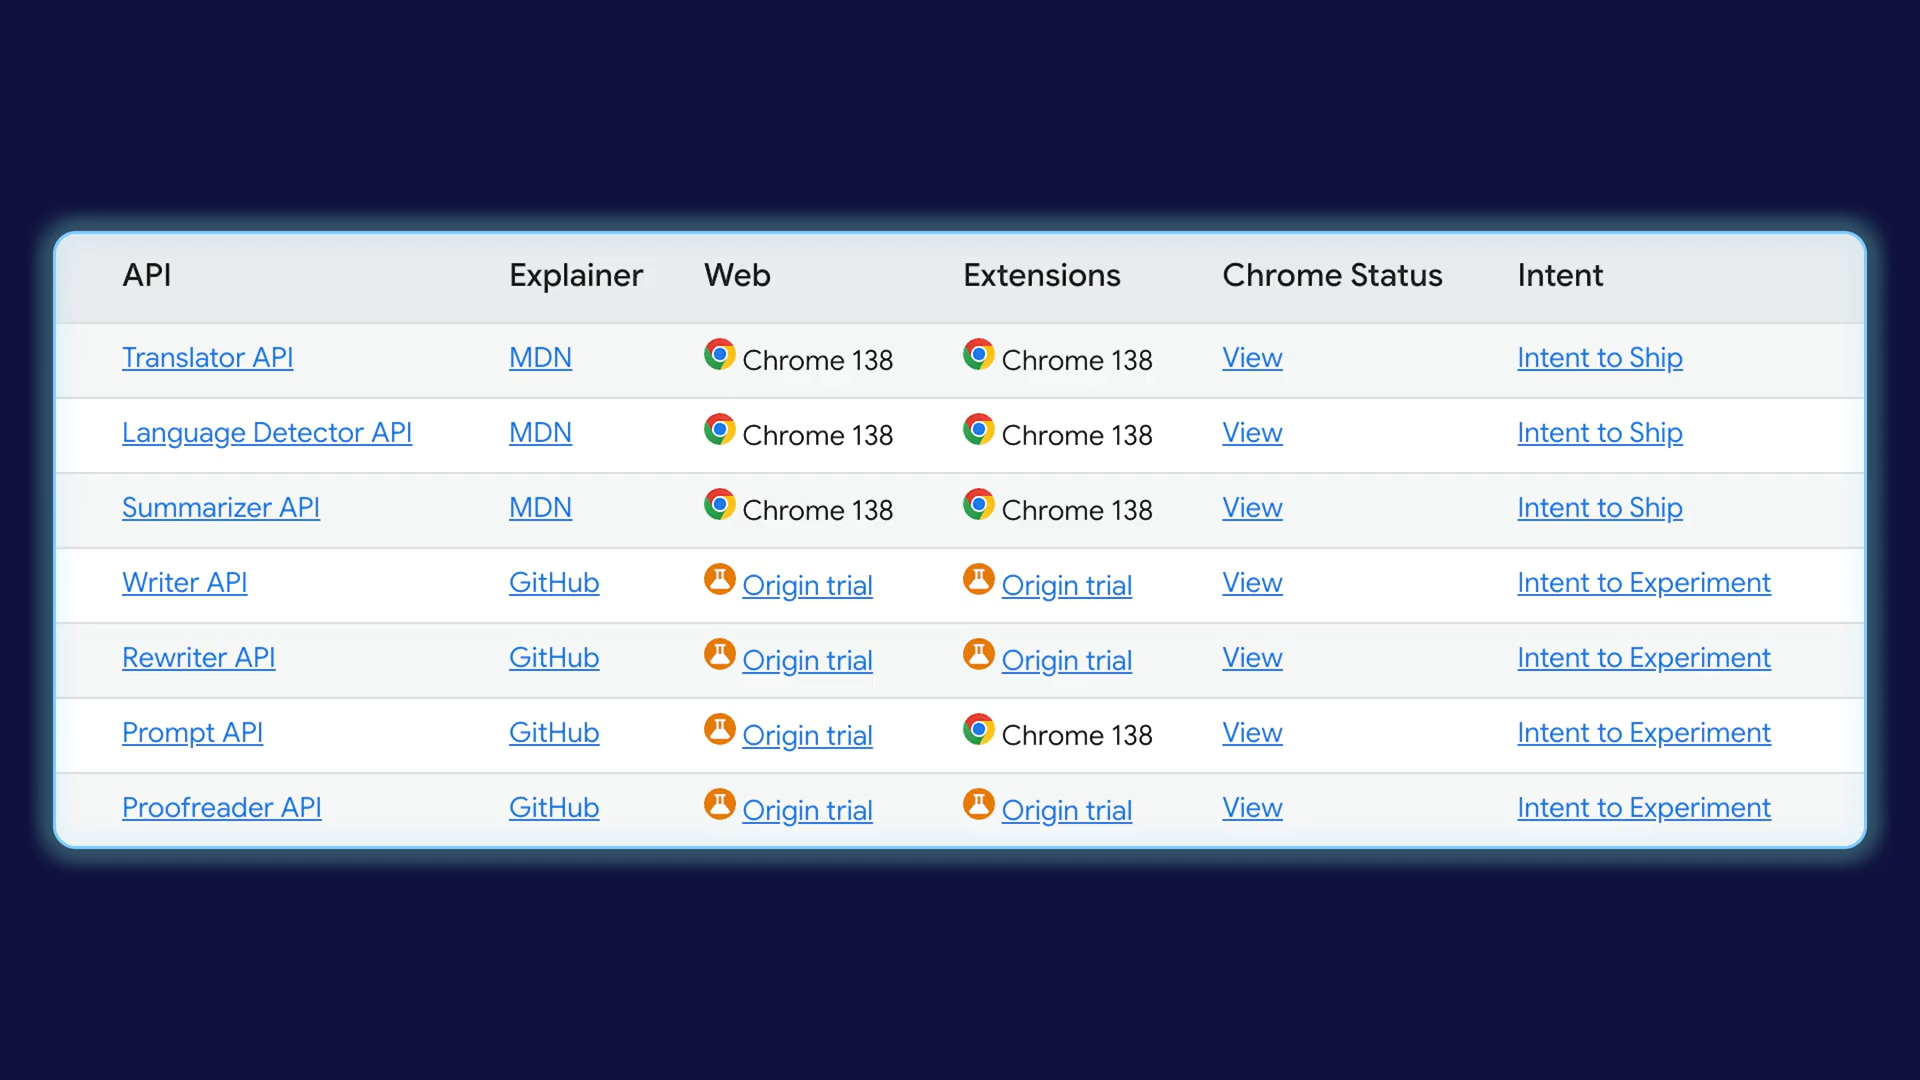 API Explainer Web Extensions Chrome Status Intent
Translator API MDN Chrome 138 Chrome 138 View Intent to Ship
Language Detector API MDN Chrome 138 Chrome 138 View Intent to Ship
Summarizer API MDN Chrome 138 Chrome 138 View Intent to Ship
Writer API GitHub Origin trial Origin trial View Intent to Experiment
Rewriter API GitHub Origin trial Origin trial View Intent to Experiment
Prompt API GitHub Origin trial Chrome 138 View Intent to Experiment
Proofreader API GitHub Origin trial Origin trial View Intent to Experiment